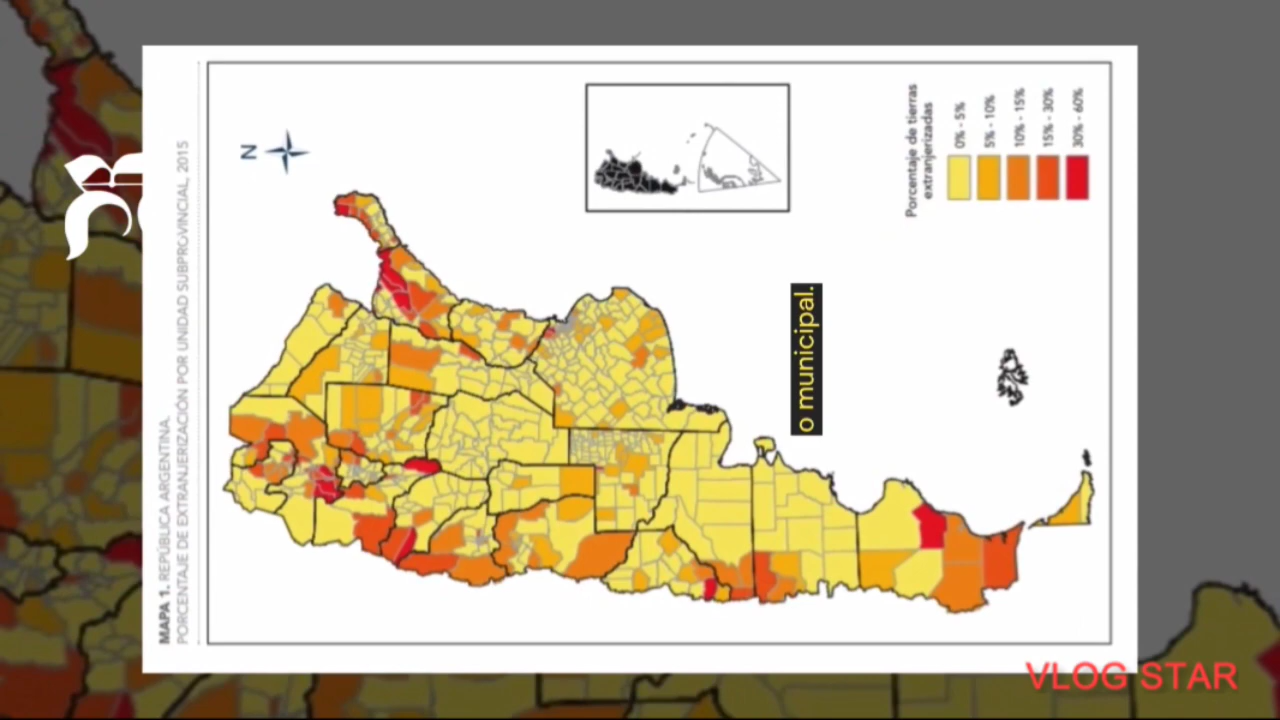 MAPA 1. REPÚBLICA ARGENTINA.
PORCENTAJE DE EXTRANJERIZACIÓN POR UNIDAD SUBPROVINCIAL, 2015
N
Porcentaje de tierras
extranjerizadas
0% - 5%
5% - 10%
10% - 15%
15% - 30%
30% - 60%
o municipal.
VLOG STAR